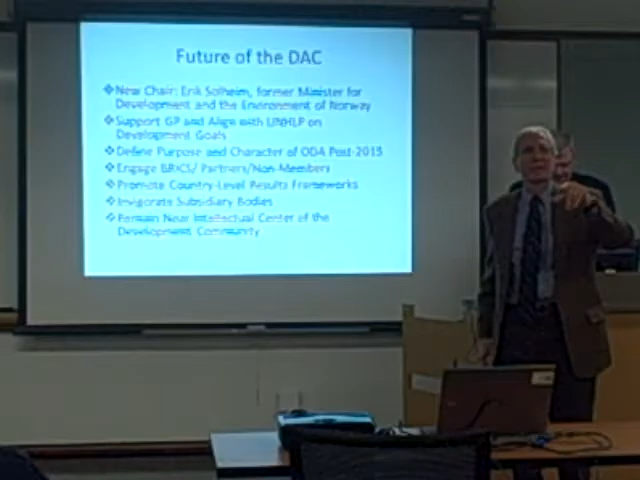 Future of the DAC
❖New Chair: Erik Solheim, former Minister for
Development and the Environment of Norway
❖Support GP and Align with UNHLP on
Development Goals
❖Define Purpose and Character of ODA Post-2015
❖Engage BRICS/ Partners/Non-Members
❖Promote Country-Level Results Frameworks
❖Invigorate Subsidiary Bodies
❖Remain Near Intellectual Center of the
Development Community